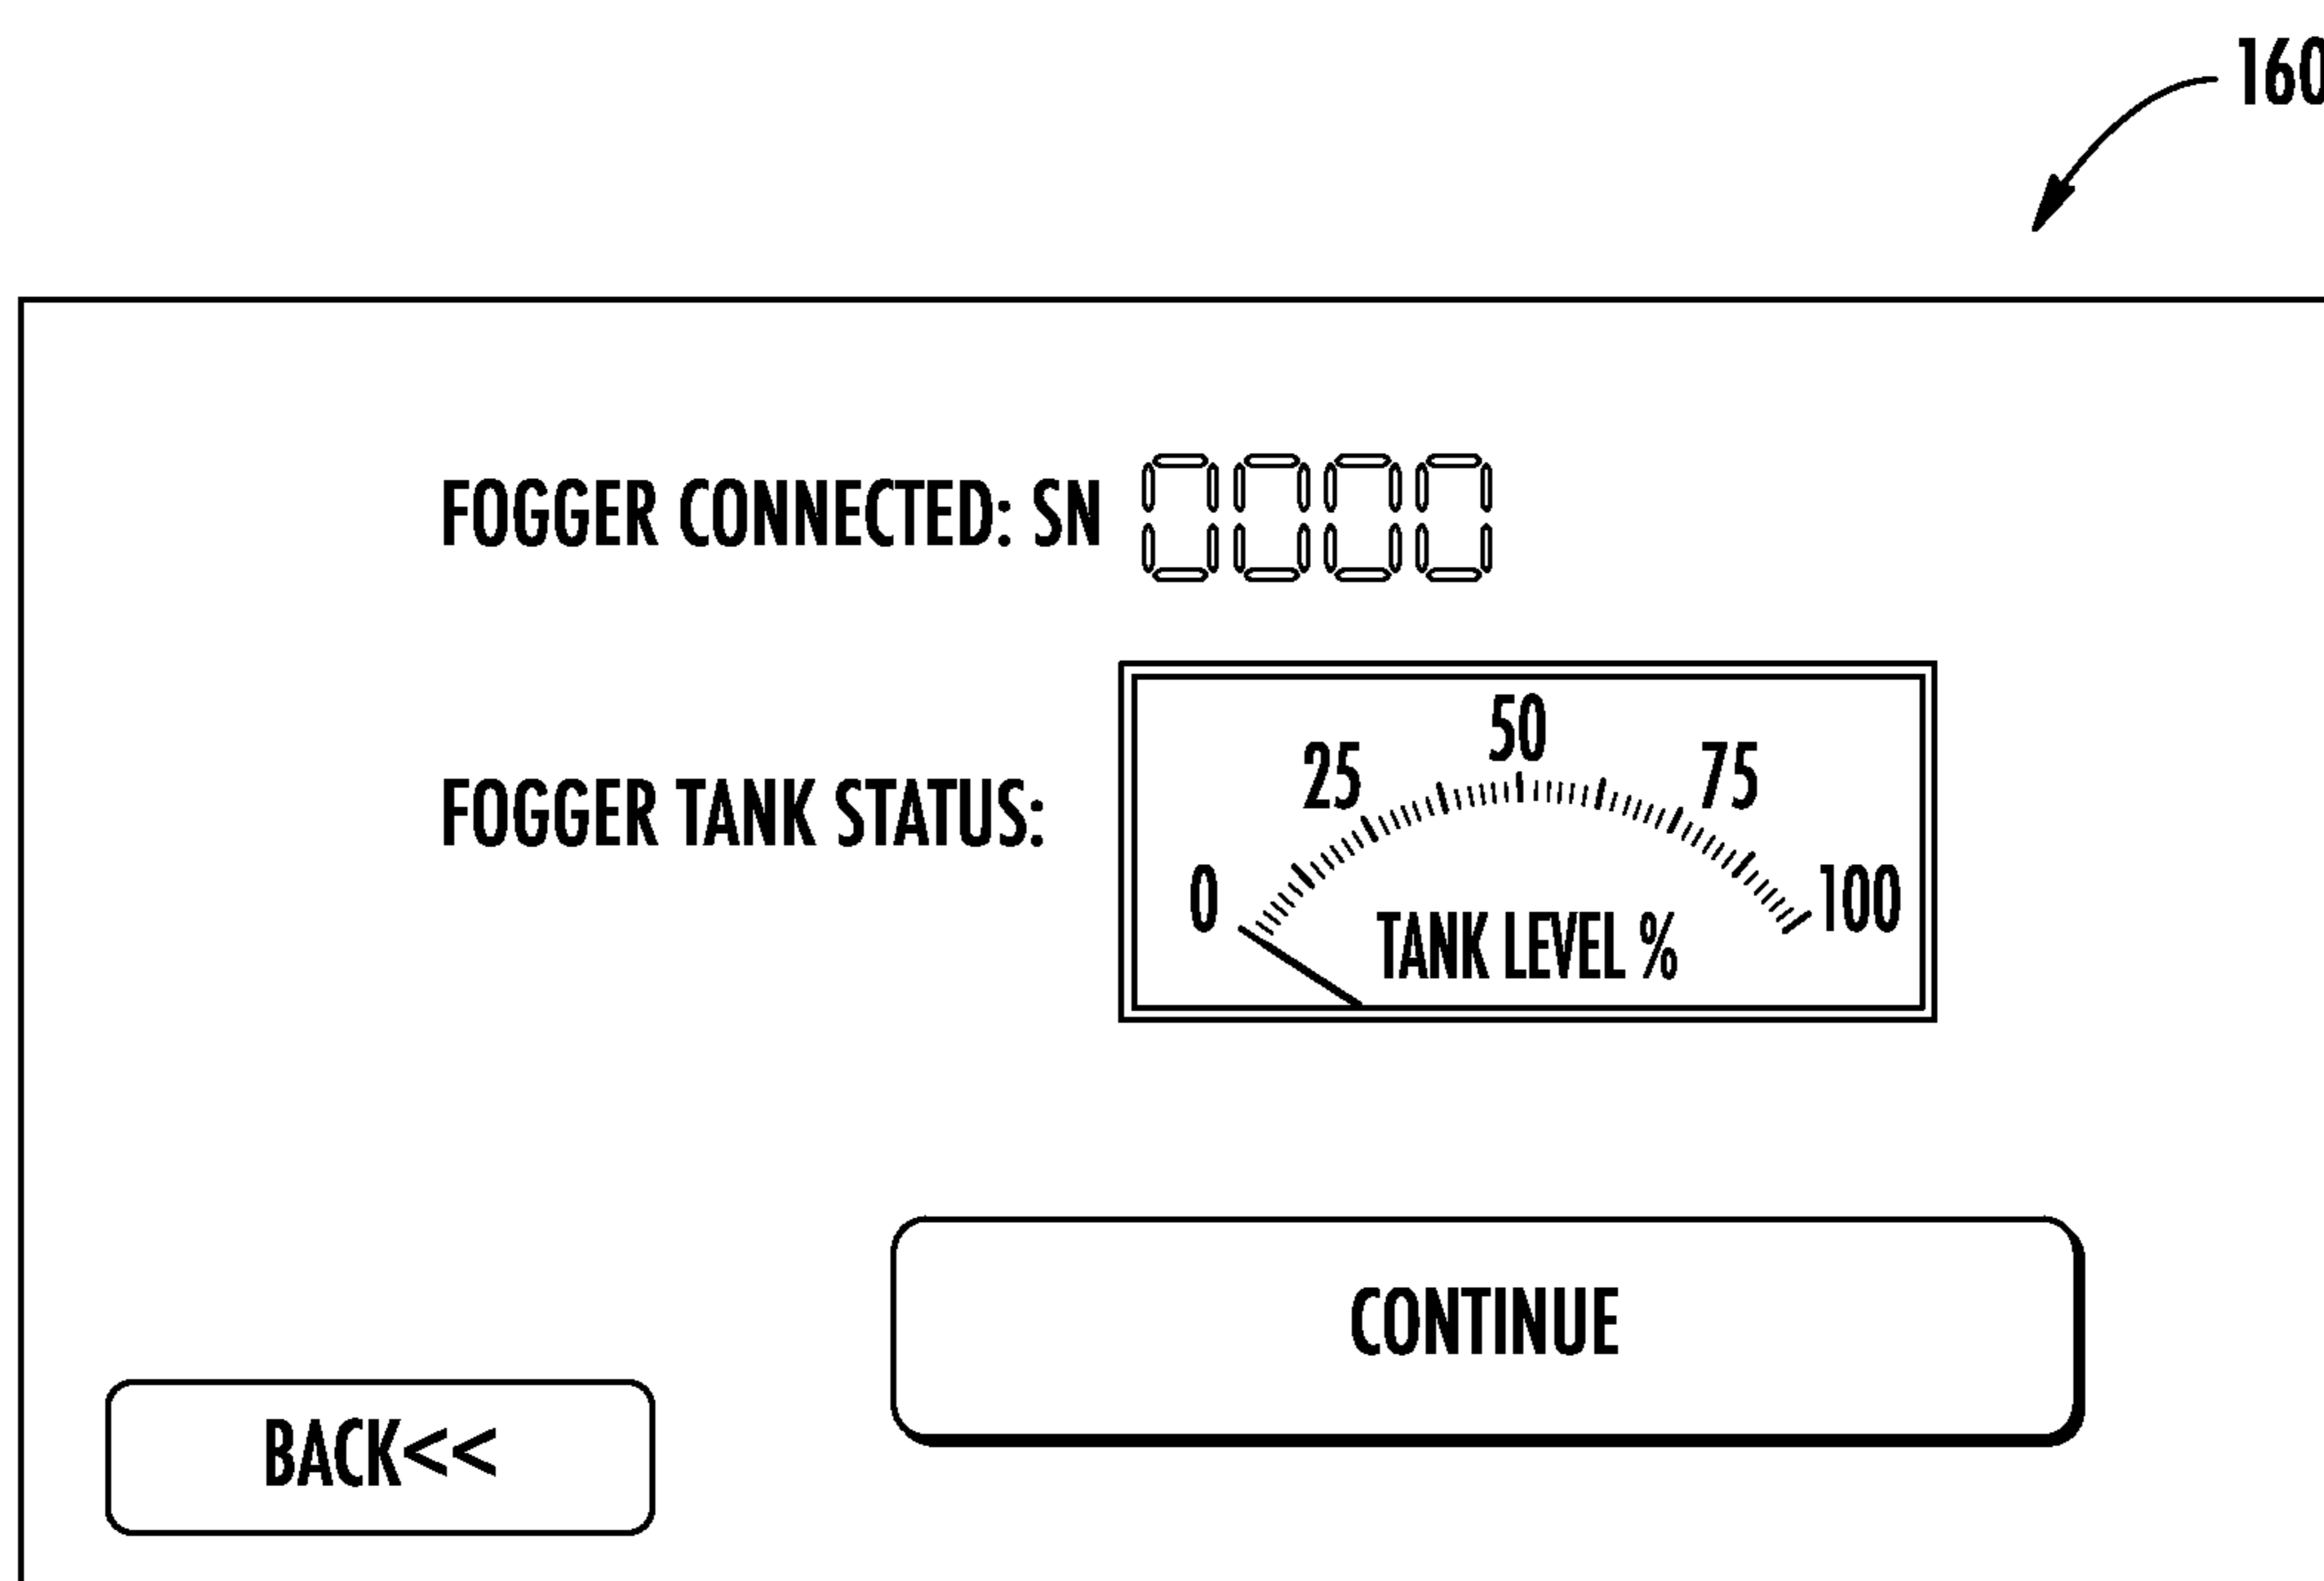 160
FOGGER CONNECTED: SN 0000
FOGGER TANK STATUS:
0 25 50 75 100
TANK LEVEL %
CONTINUE
BACK<<